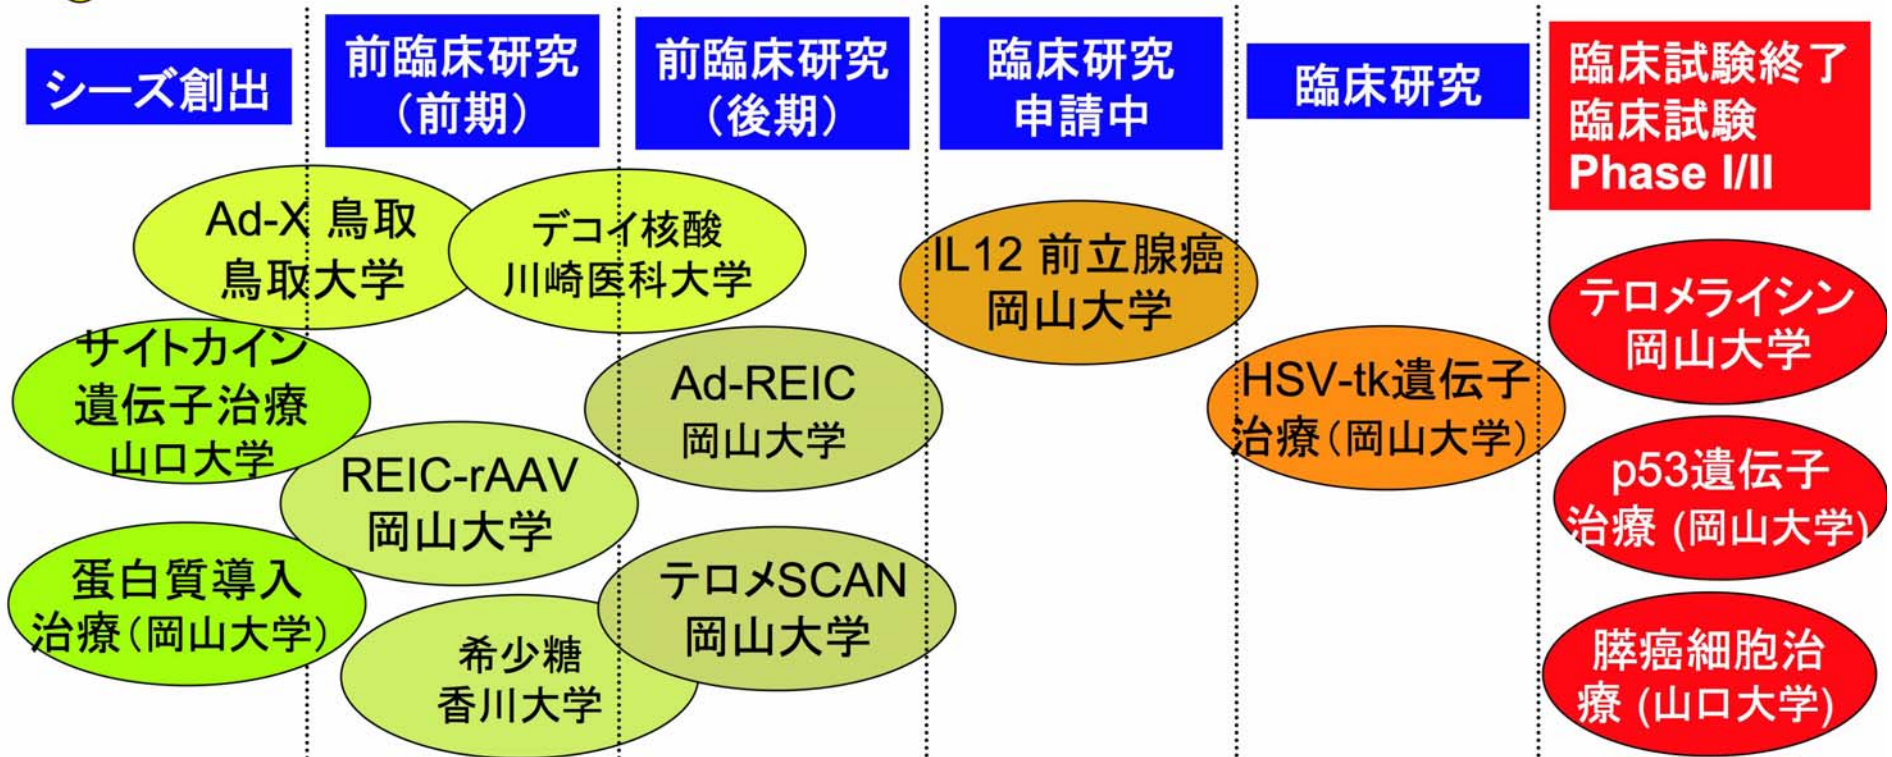 シーズ創出
前臨床研究
（前期）
前臨床研究
（後期）
臨床研究
申請中
臨床研究
臨床試験終了
臨床試験
Phase I/II
Ad-X 鳥取
鳥取大学
デコイ核酸
川崎医科大学
IL12 前立腺癌
岡山大学
テロメライシン
岡山大学
サイトカイン
遺伝子治療
山口大学
Ad-REIC
岡山大学
HSV-tk遺伝子
治療（岡山大学）
REIC-rAAV
岡山大学
p53遺伝子
治療 (岡山大学)
蛋白質導入
治療（岡山大学）
テロメSCAN
岡山大学
希少糖
香川大学
膵癌細胞治
療 (山口大学)